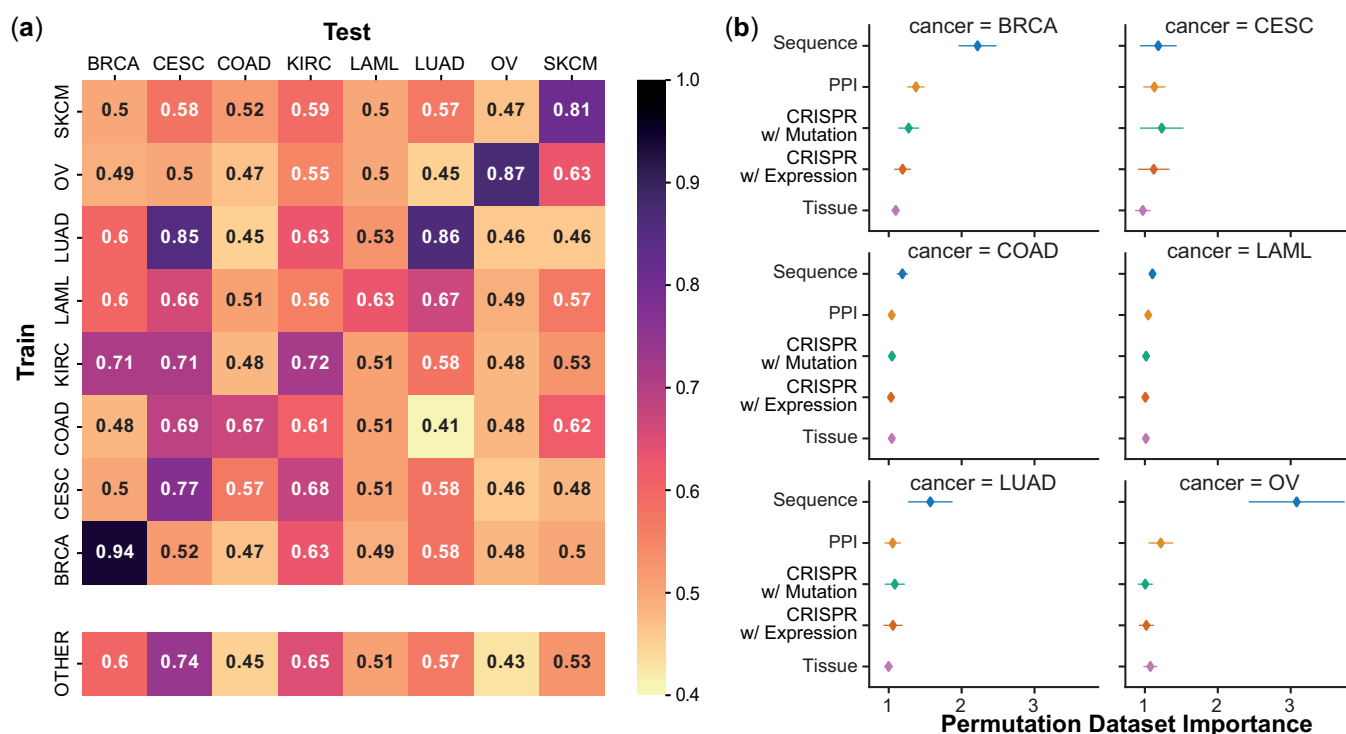 (a)
Test
BRCA CESC COAD KIRC LAML LUAD OV SKCM
Train
SKCM 0.5 0.58 0.52 0.59 0.5 0.57 0.47 0.81
OV 0.49 0.5 0.47 0.55 0.5 0.45 0.87 0.63
LUAD 0.6 0.85 0.45 0.63 0.53 0.86 0.46 0.46
LAML 0.6 0.66 0.51 0.56 0.63 0.67 0.49 0.57
KIRC 0.71 0.71 0.48 0.72 0.51 0.58 0.48 0.53
COAD 0.48 0.69 0.67 0.61 0.51 0.41 0.48 0.62
CESC 0.5 0.77 0.57 0.68 0.51 0.58 0.46 0.48
BRCA 0.94 0.52 0.47 0.63 0.49 0.58 0.48 0.5
OTHER 0.6 0.74 0.45 0.65 0.51 0.57 0.43 0.53
1.0
0.9
0.8
0.7
0.6
0.5
0.4
(b)
cancer = BRCA
cancer = CESC
Sequence
PPI
CRISPR
w/ Mutation
CRISPR
w/ Expression
Tissue
cancer = COAD
cancer = LAML
Sequence
PPI
CRISPR
w/ Mutation
CRISPR
w/ Expression
Tissue
cancer = LUAD
cancer = OV
Sequence
PPI
CRISPR
w/ Mutation
CRISPR
w/ Expression
Tissue
1 2 3
1 2 3
Permutation Dataset Importance